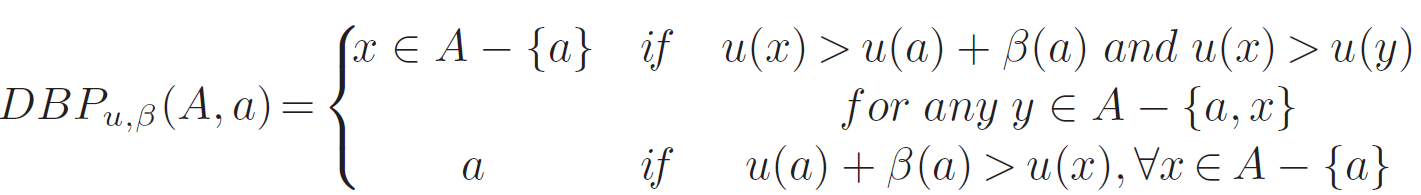 x ∈ A − {a} if u(x) > u(a) + β(a) and u(x) > u(y)
DBP_{u,β}(A, a) = { for any y ∈ A − {a, x}
a if u(a) + β(a) > u(x), ∀x ∈ A − {a}